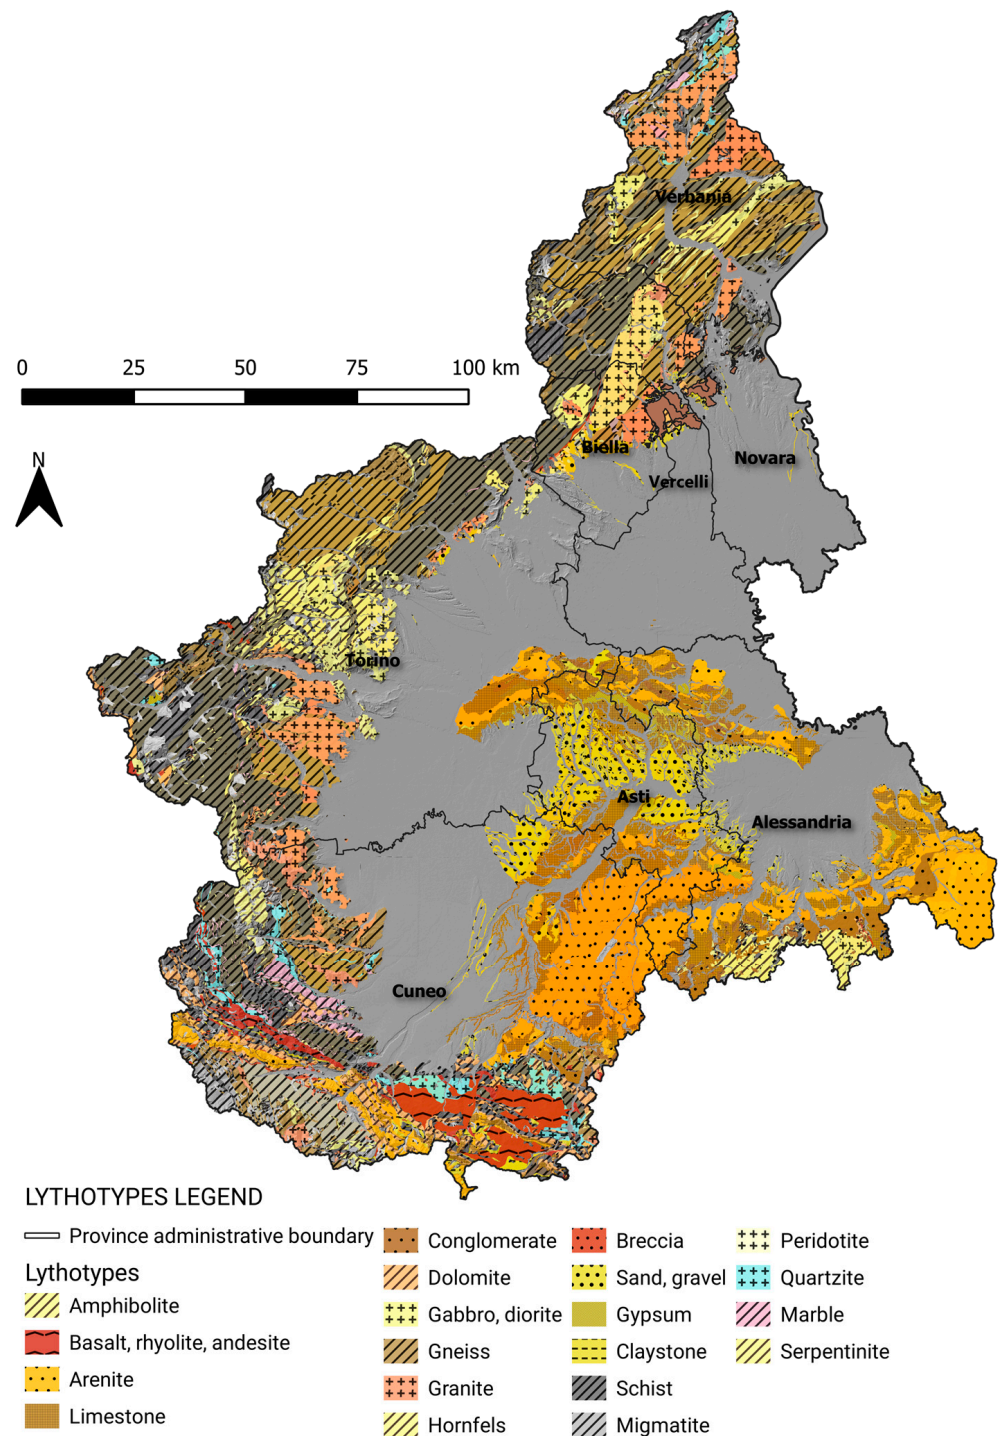 Verbania
0 25 50 75 100 km
N
Biella
Novara
Vercelli
Torino
Asti
Alessandria
Cuneo
LYTHOTYPES LEGEND
Province administrative boundary
Lythotypes
Amphibolite
Basalt, rhyolite, andesite
Arenite
Limestone
Conglomerate
Dolomite
Gabbro, diorite
Gneiss
Granite
Hornfels
Breccia
Sand, gravel
Gypsum
Claystone
Schist
Migmatite
Peridotite
Quartzite
Marble
Serpentinite